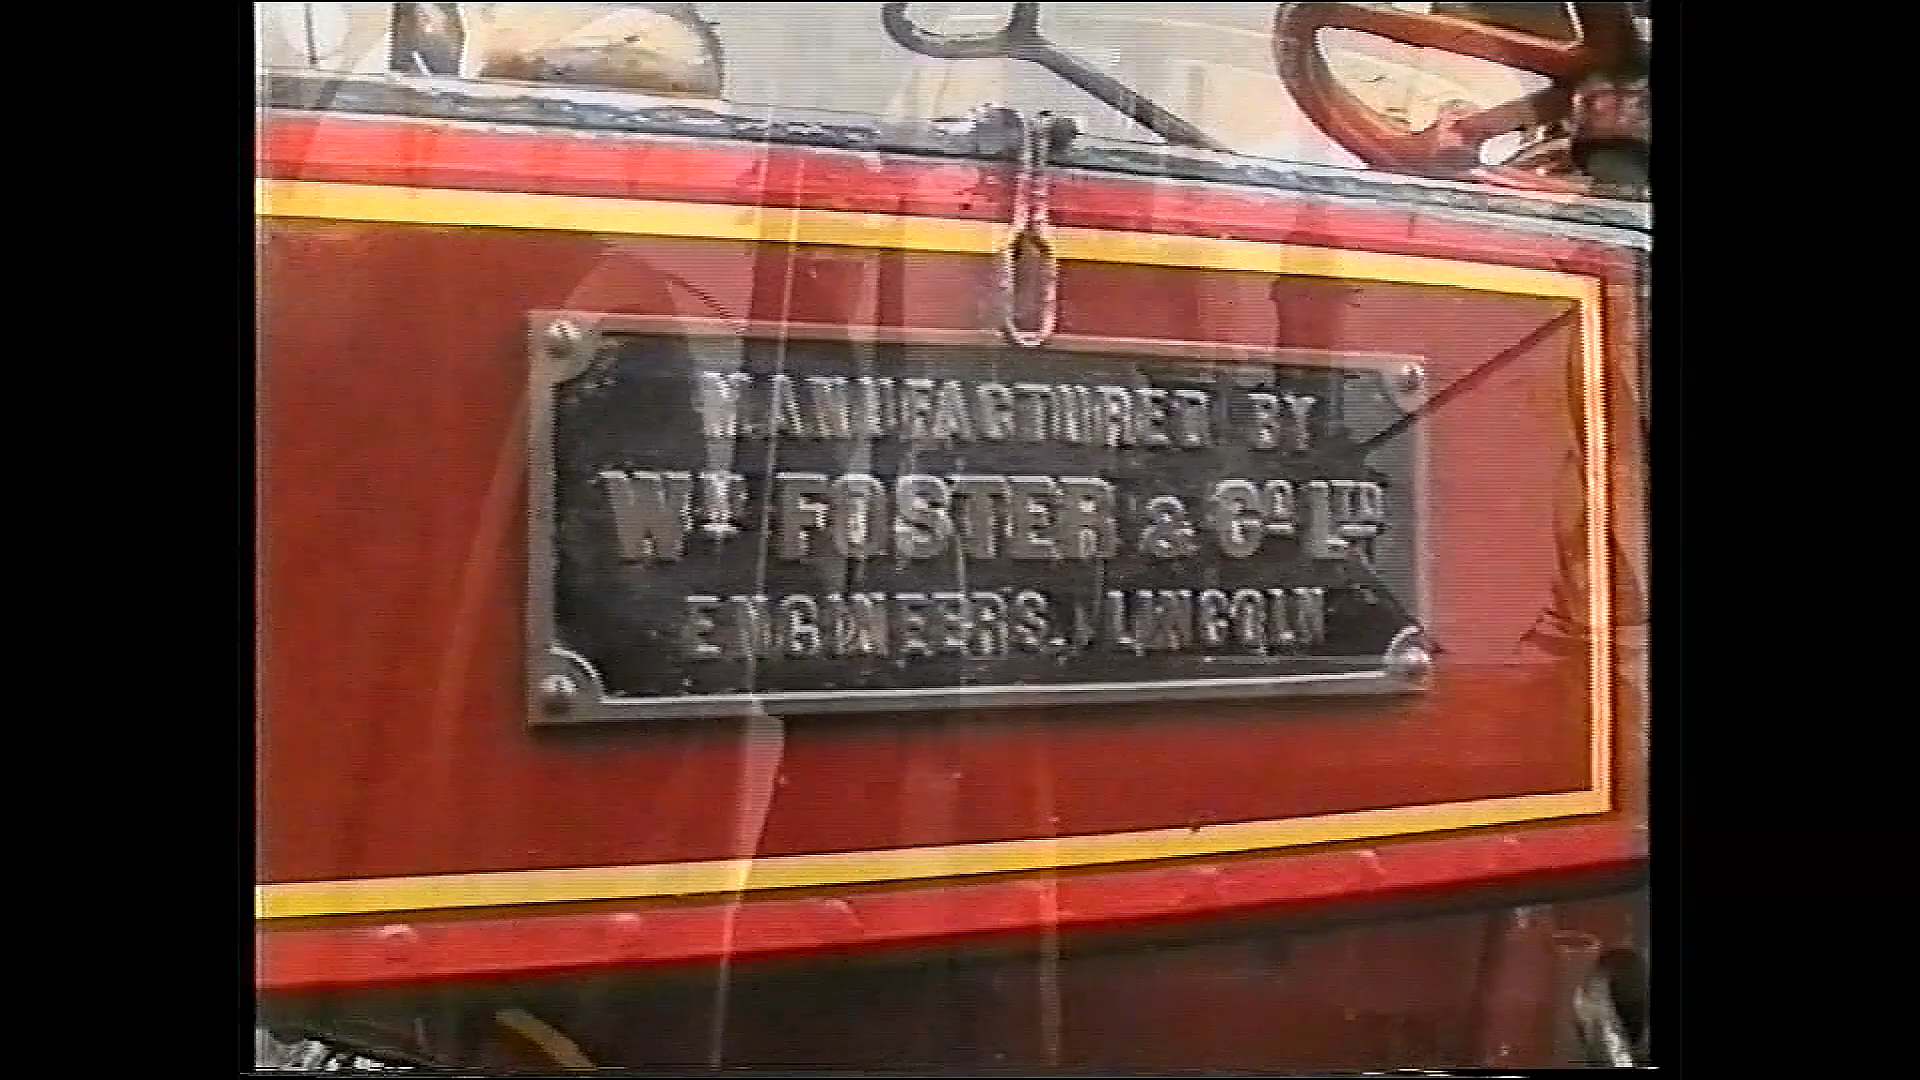 MANUFACTURED BY
Wᴹ FOSTER & Cᴼ Lᵀᴰ
ENGINEERS, LINCOLN